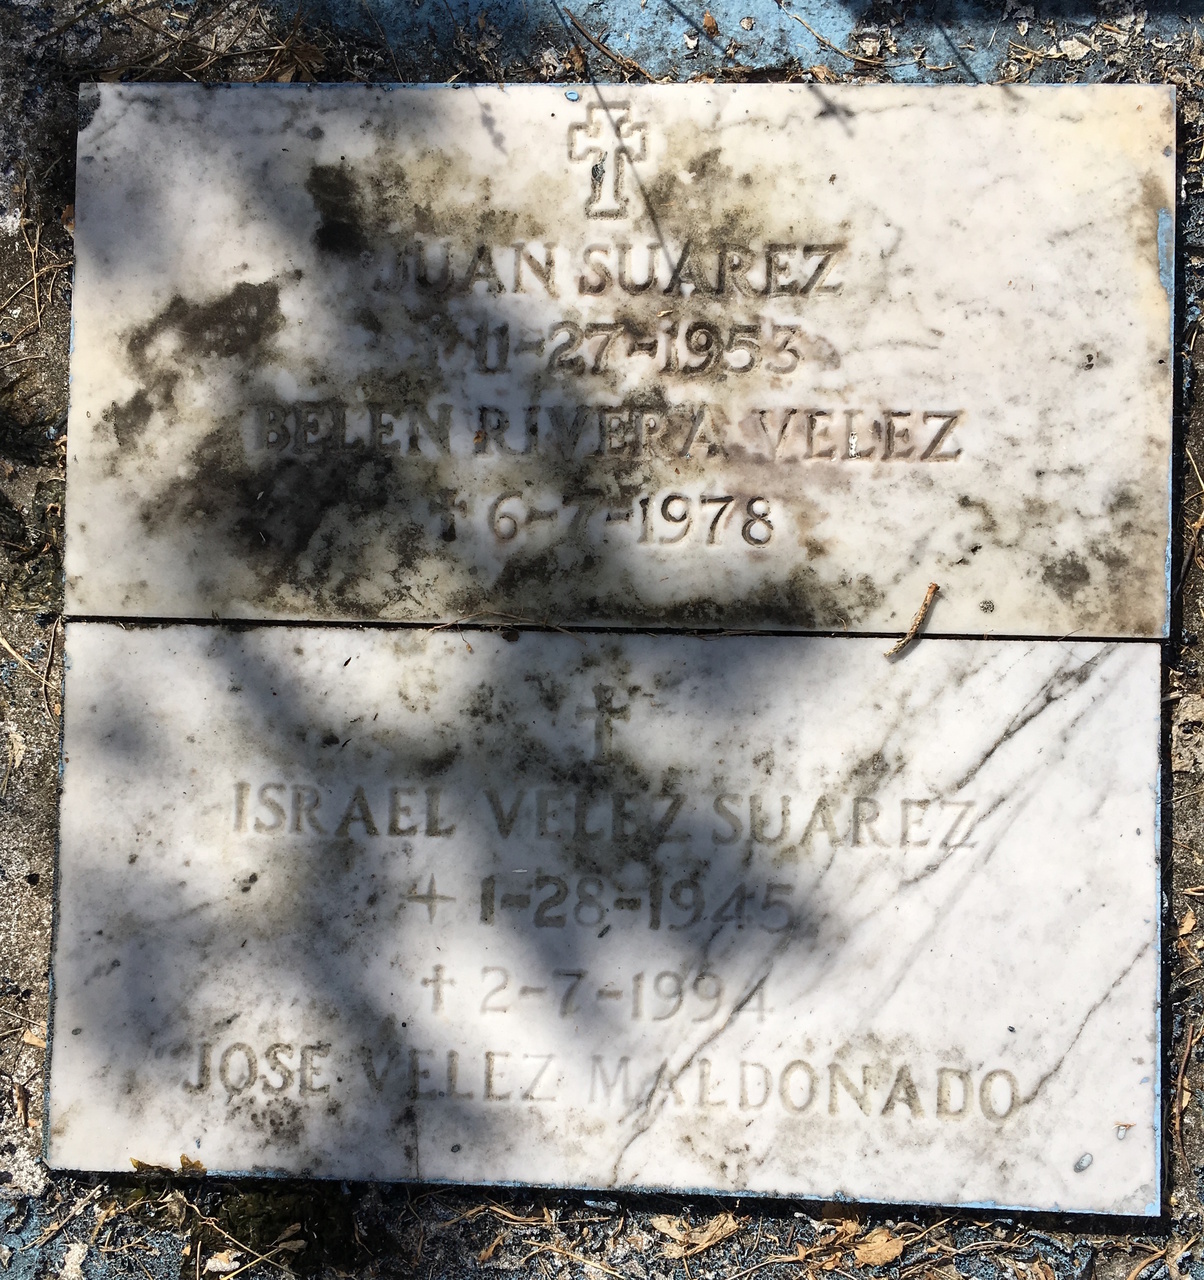 JUAN SUAREZ
11-27-1953
BELEN RIVERA VELEZ
† 6-7-1978
ISRAEL VELEZ SUAREZ
+ 1-28-1945
† 2-7-1994
JOSE VELEZ MALDONADO